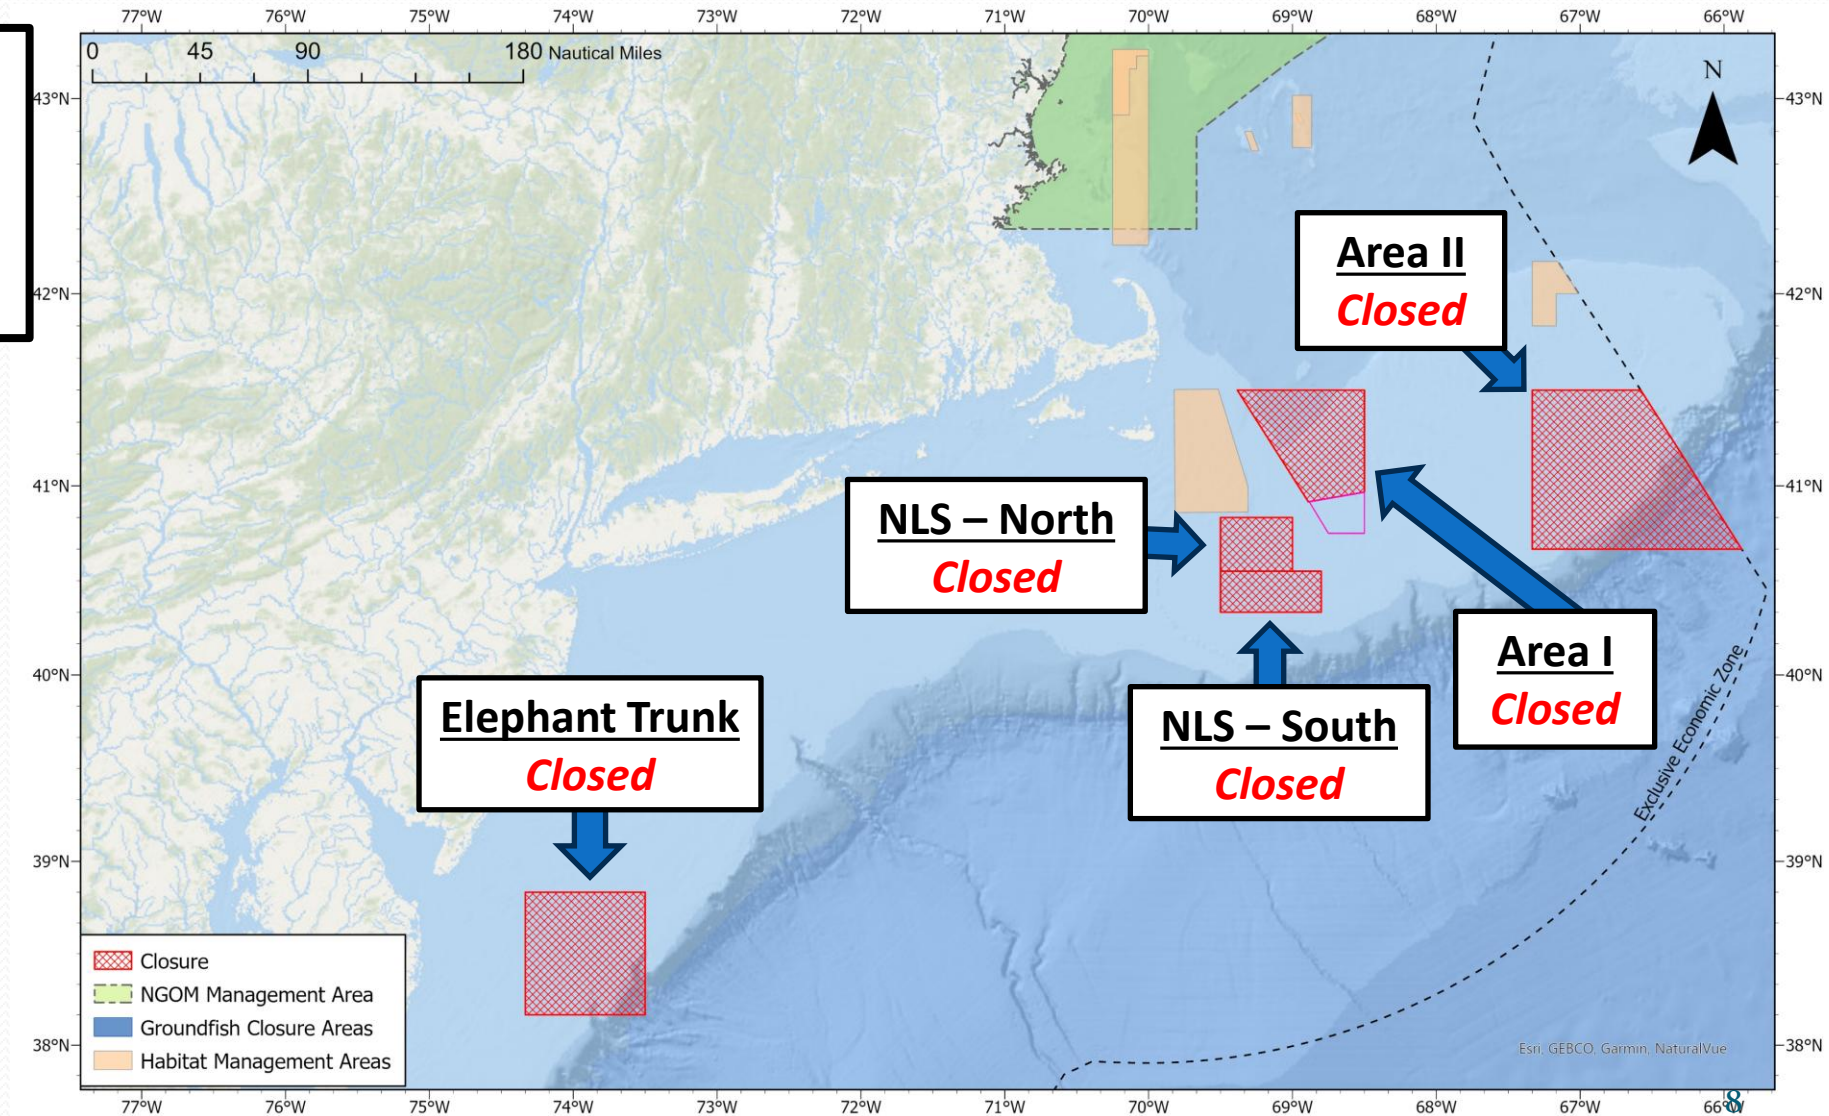 77°W 76°W 75°W 74°W 73°W 72°W 71°W 70°W 69°W 68°W 67°W 66°W
0 45 90 180 Nautical Miles
N
43°N 43°N
Area II
Closed
42°N 42°N
41°N 41°N
NLS – North
Closed
Area I
Closed
40°N 40°N
Elephant Trunk
Closed
NLS – South
Closed
Exclusive Economic Zone
39°N 39°N
Closure
NGOM Management Area
Groundfish Closure Areas
Habitat Management Areas
38°N 38°N
Esri, GEBCO, Garmin, NaturalVue
77°W 76°W 75°W 74°W 73°W 72°W 71°W 70°W 69°W 68°W 67°W 66°W
8